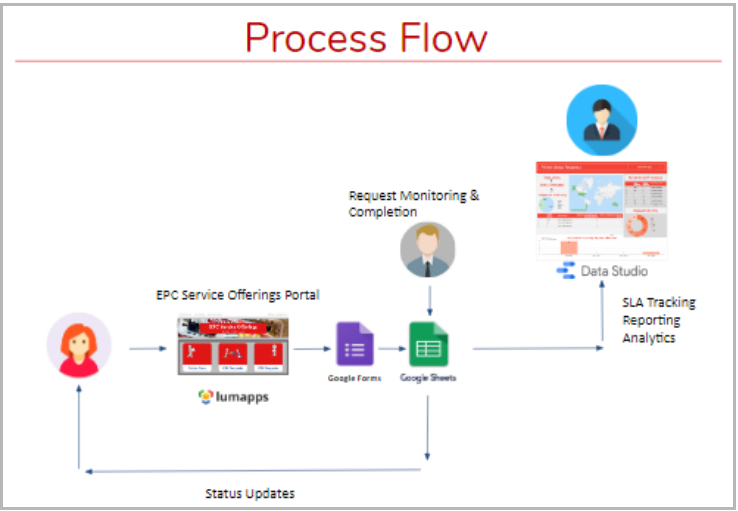 Process Flow
Request Monitoring &
Completion
EPC Service Offerings Portal
EPC Service Offerings
lumapps
Google Forms
Google Sheets
Data Studio
SLA Tracking
Reporting
Analytics
Status Updates